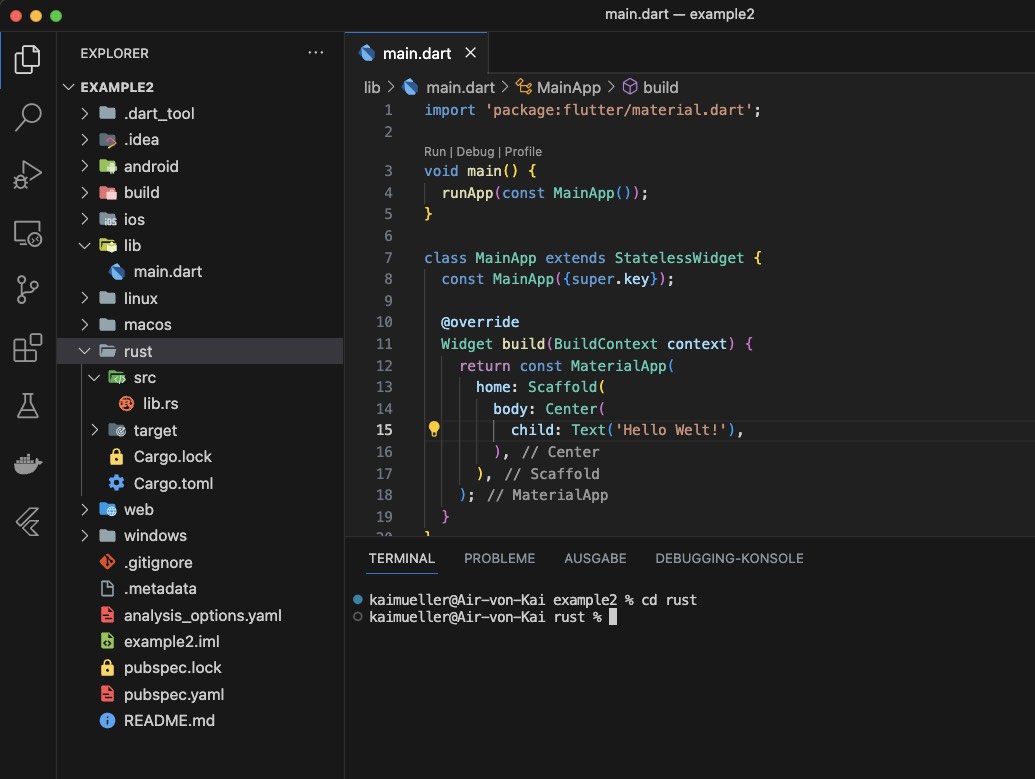 main.dart — example2
EXPLORER
EXAMPLE2
.dart_tool
.idea
android
build
ios
lib
main.dart
linux
macos
rust
src
lib.rs
target
Cargo.lock
Cargo.toml
web
windows
.gitignore
.metadata
analysis_options.yaml
example2.iml
pubspec.lock
pubspec.yaml
README.md
main.dart
lib > main.dart > MainApp > build
1 import 'package:flutter/material.dart';
2
Run | Debug | Profile
3 void main() {
4 runApp(const MainApp());
5 }
6
7 class MainApp extends StatelessWidget {
8 const MainApp({super.key});
9
10 @override
11 Widget build(BuildContext context) {
12 return const MaterialApp(
13 home: Scaffold(
14 body: Center(
15 child: Text('Hello Welt!'),
16 ), // Center
17 ), // Scaffold
18 ); // MaterialApp
19 }
20 }
TERMINAL PROBLEME AUSGABE DEBUGGING-KONSOLE
kaimueller@Air-von-Kai example2 % cd rust
kaimueller@Air-von-Kai rust %